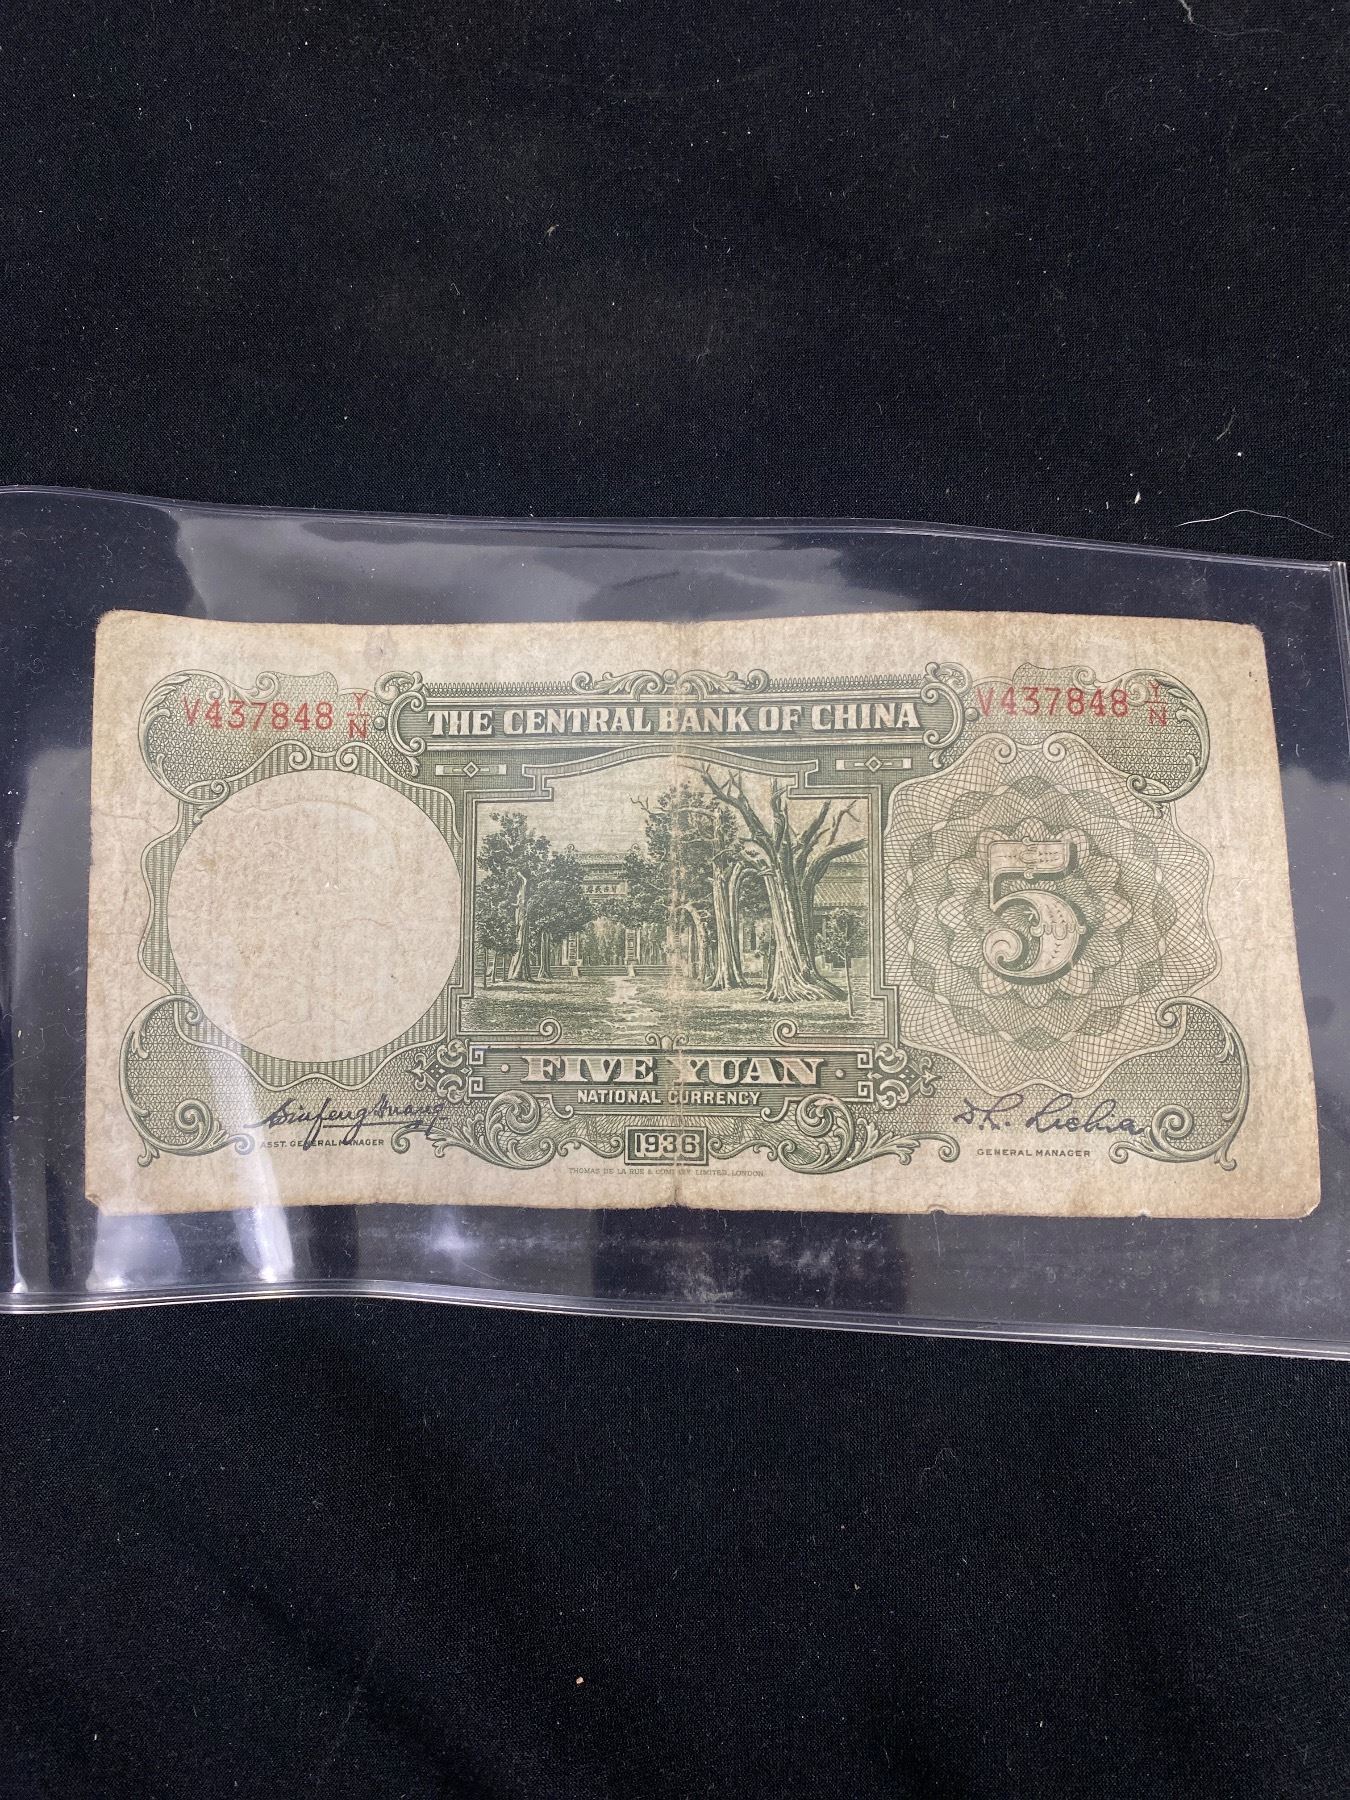 V437848 Y/N
THE CENTRAL BANK OF CHINA
V437848 Y/N
5
FIVE YUAN
NATIONAL CURRENCY
ASST. GENERAL MANAGER
1936
GENERAL MANAGER
THOMAS DE LA RUE & COMPANY, LIMITED, LONDON.